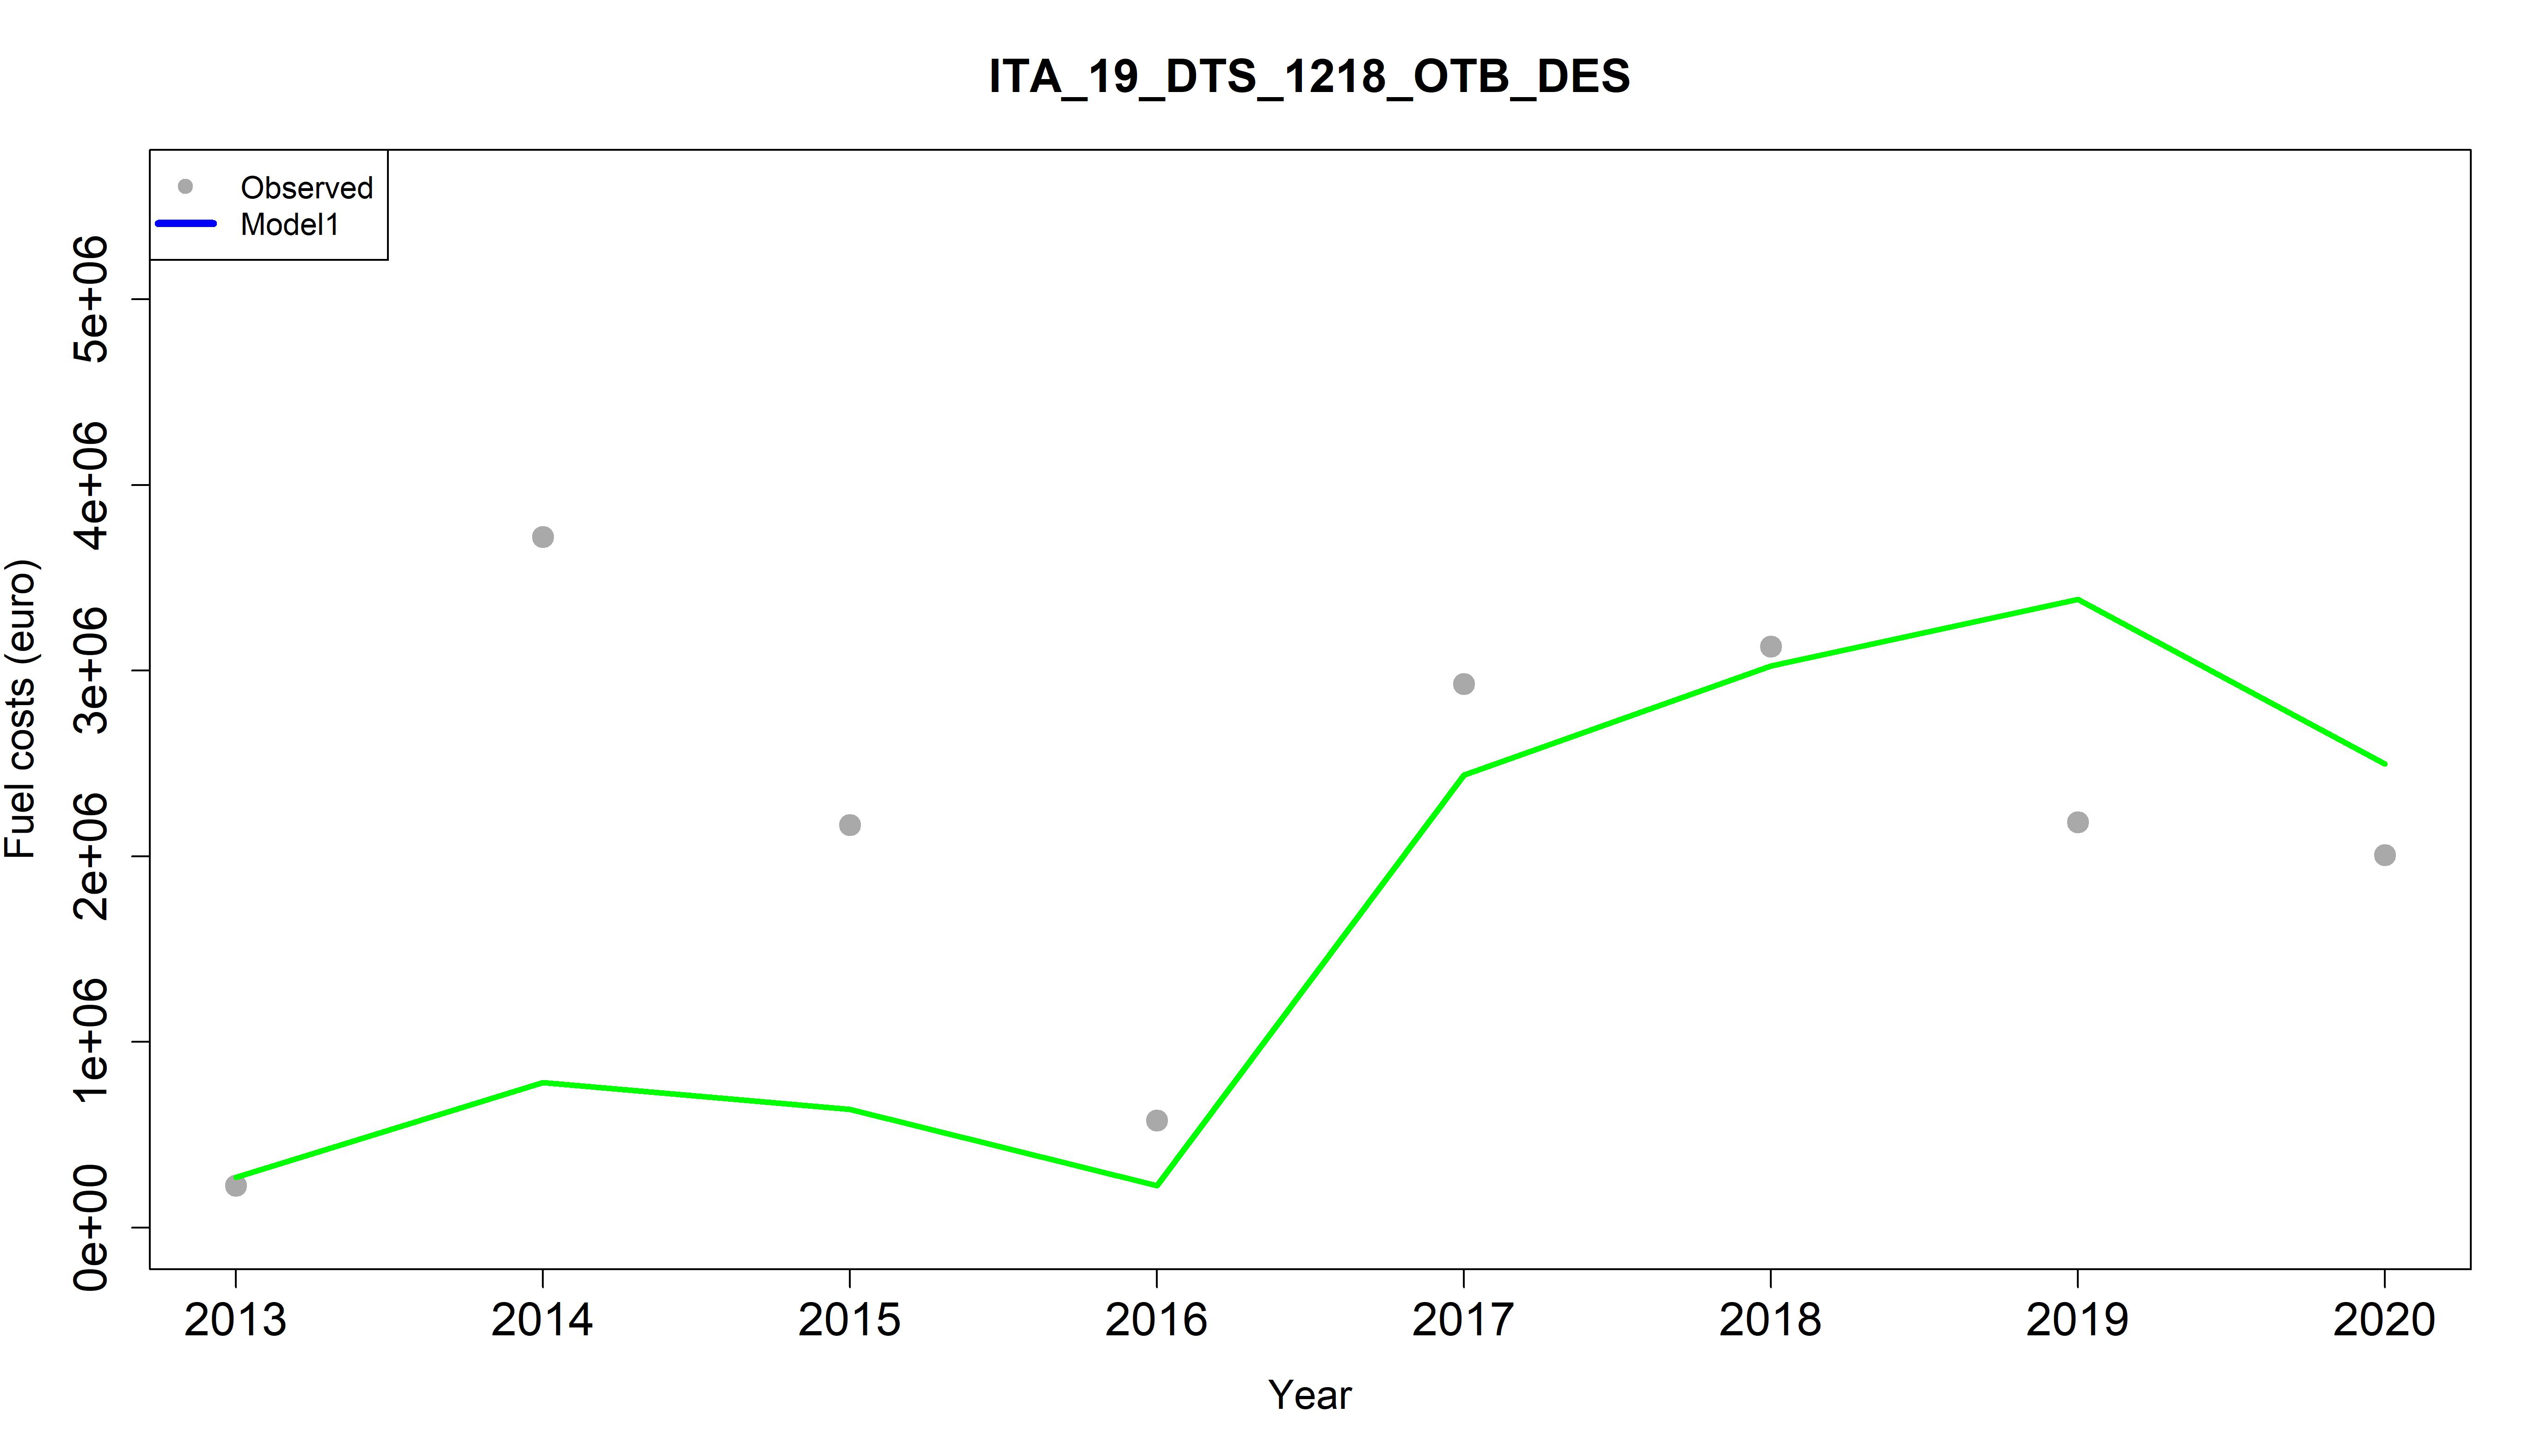 ITA_19_DTS_1218_OTB_DES
Observed
Model1
5e+06
4e+06
3e+06
2e+06
1e+06
0e+00
Fuel costs (euro)
2013 2014 2015 2016 2017 2018 2019 2020
Year